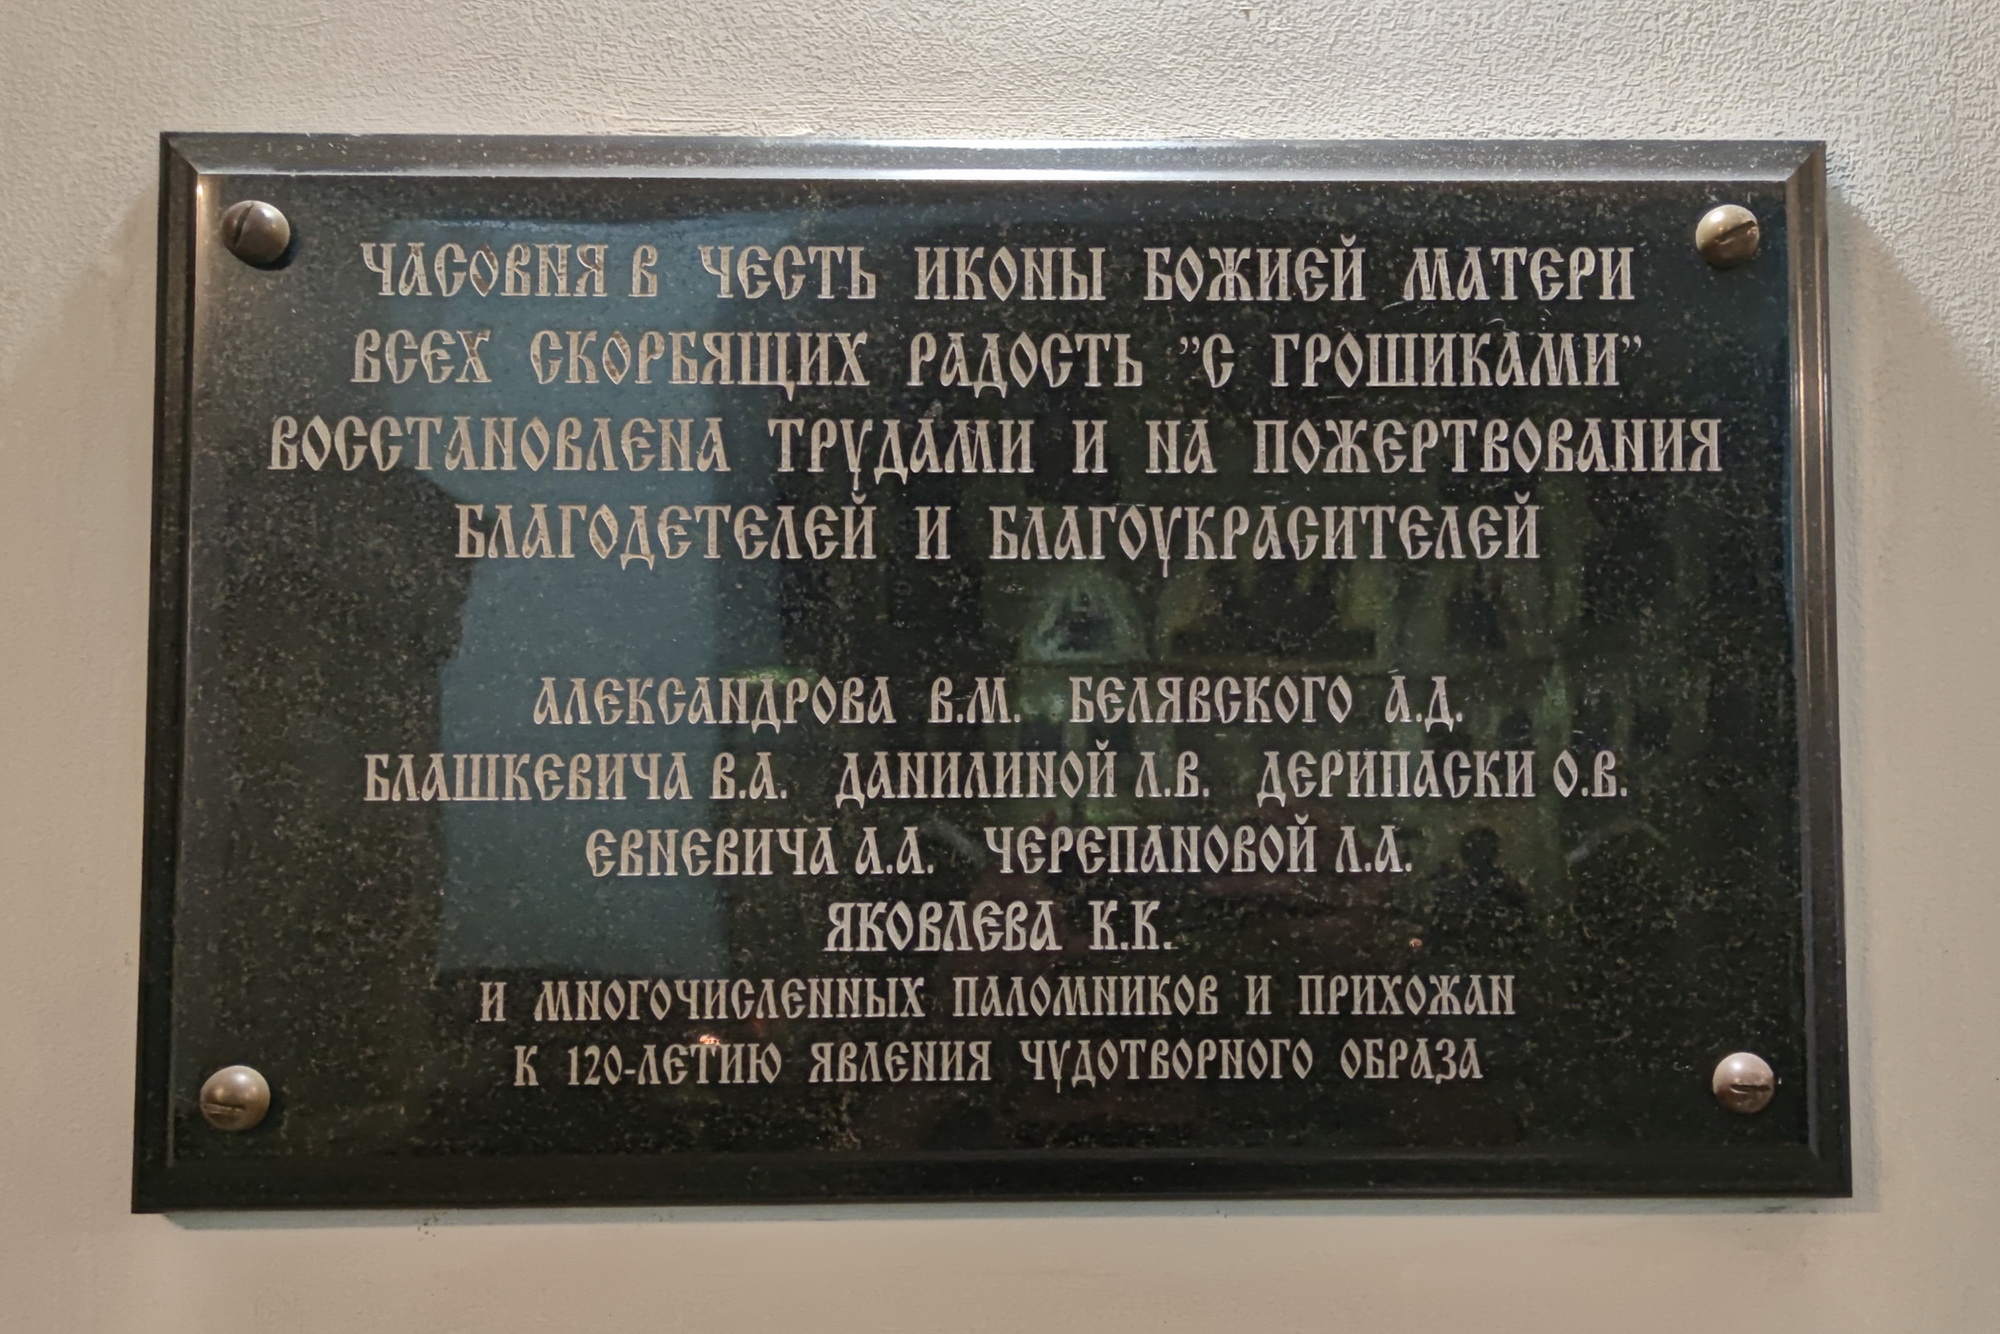 ЧАСОВНЯ В ЧЕСТЬ ИКОНЫ БОЖИЕЙ МАТЕРИ
ВСЕХ СКОРБЯЩИХ РАДОСТЬ "С ГРОШИКАМИ"
ВОССТАНОВЛЕНА ТРУДАМИ И НА ПОЖЕРТВОВАНИЯ
БЛАГОДЕТЕЛЕЙ И БЛАГОУКРАСИТЕЛЕЙ
АЛЕКСАНДРОВА В.М. БЕЛЯВСКОГО А.Д.
БЛАШКЕВИЧА В.А. ДАНИЛИНОЙ Л.В. ДЕРИПАСКИ О.В.
ЕВНЕВИЧА А.А. ЧЕРЕПАНОВОЙ Л.А.
ЯКОВЛЕВА К.К.
И МНОГОЧИСЛЕННЫХ ПАЛОМНИКОВ И ПРИХОЖАН
К 120-ЛЕТИЮ ЯВЛЕНИЯ ЧУДОТВОРНОГО ОБРАЗА